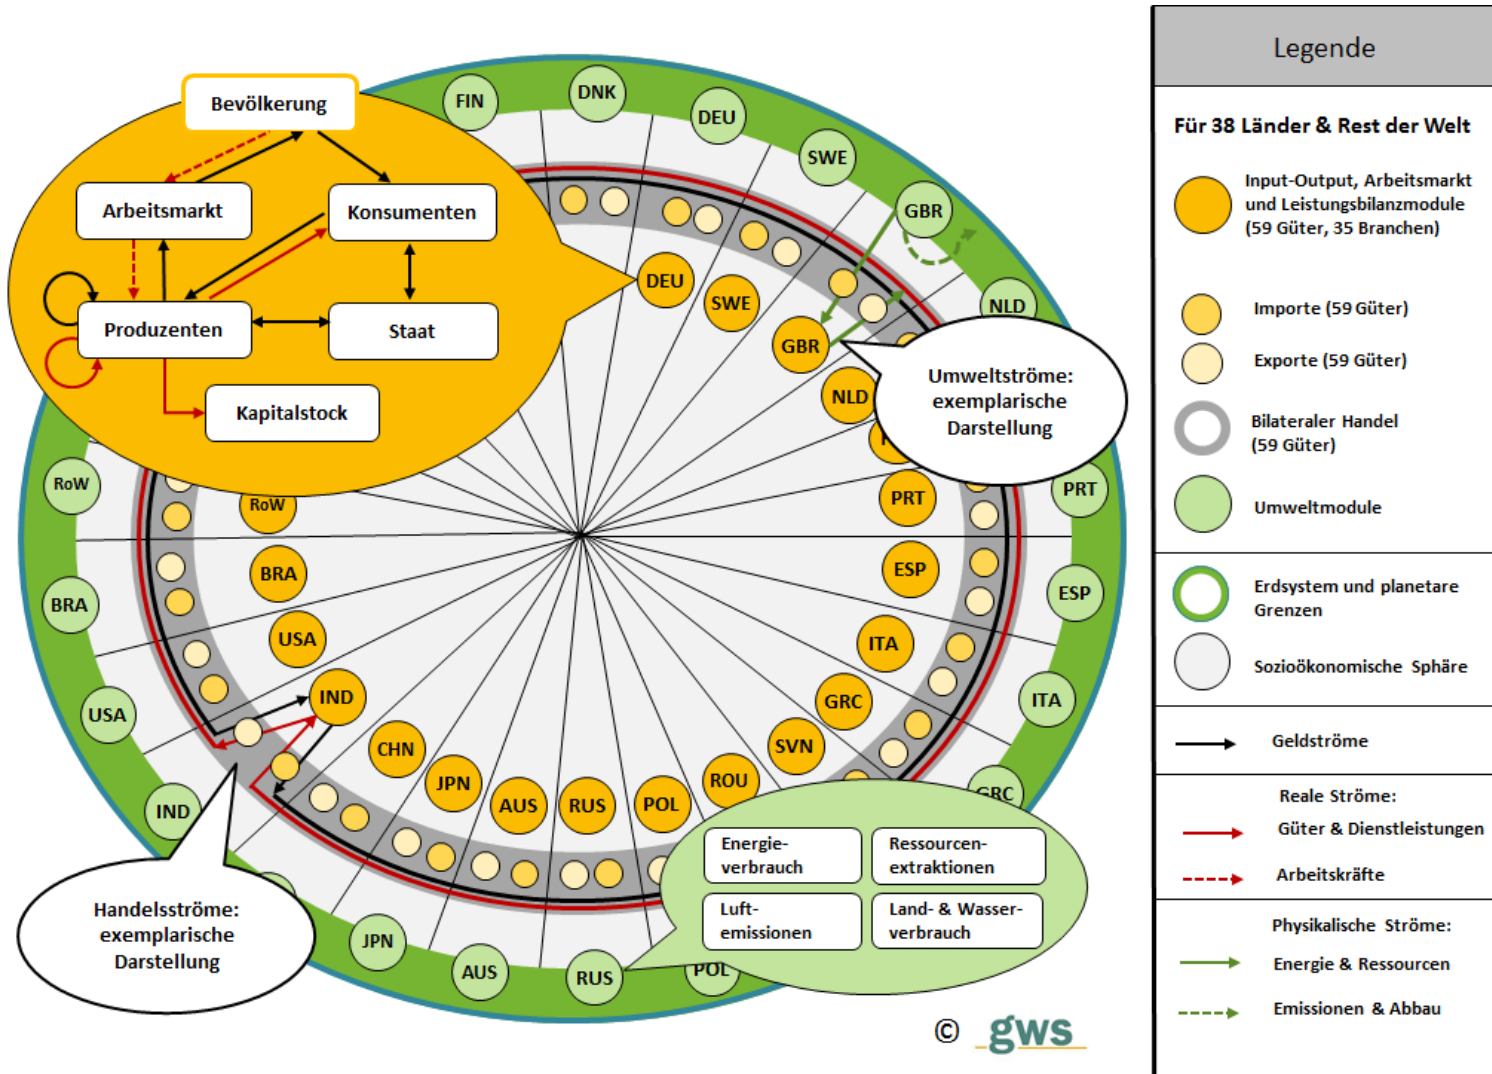 Bevölkerung
Arbeitsmarkt
Konsumenten
Produzenten
Staat
Kapitalstock
FIN
DNK
DEU
SWE
GBR
NLD
PRT
ESP
ITA
GRC
POL
RUS
AUS
JPN
IND
USA
BRA
RoW
DEU
SWE
GBR
NLD
PRT
ESP
ITA
GRC
SVN
ROU
POL
RUS
AUS
JPN
CHN
IND
USA
BRA
RoW
Umweltströme:
exemplarische
Darstellung
Handelsströme:
exemplarische
Darstellung
Energie-
verbrauch
Ressourcen-
extraktionen
Luft-
emissionen
Land- & Wasser-
verbrauch
© gws
Legende
Für 38 Länder & Rest der Welt
Input-Output, Arbeitsmarkt
und Leistungsbilanzmodule
(59 Güter, 35 Branchen)
Importe (59 Güter)
Exporte (59 Güter)
Bilateraler Handel
(59 Güter)
Umweltmodule
Erdsystem und planetare
Grenzen
Sozioökonomische Sphäre
Geldströme
Reale Ströme:
Güter & Dienstleistungen
Arbeitskräfte
Physikalische Ströme:
Energie & Ressourcen
Emissionen & Abbau